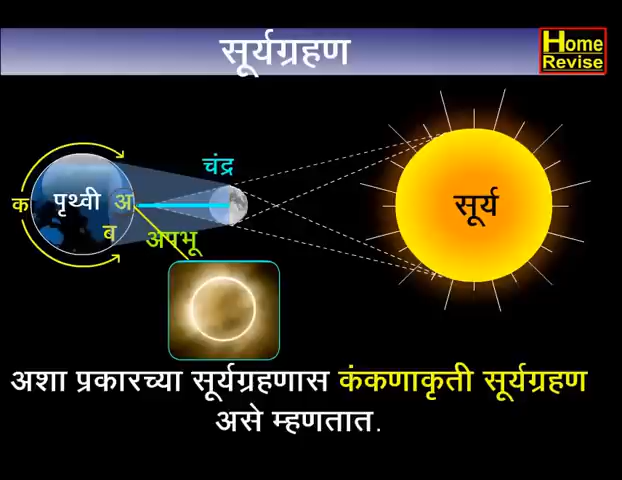 सूर्यग्रहण
Home
Revise
चंद्र
क
पृथ्वी
अ
सूर्य
ब
अपभू
अशा प्रकारच्या सूर्यग्रहणास कंकणाकृती सूर्यग्रहण
असे म्हणतात.